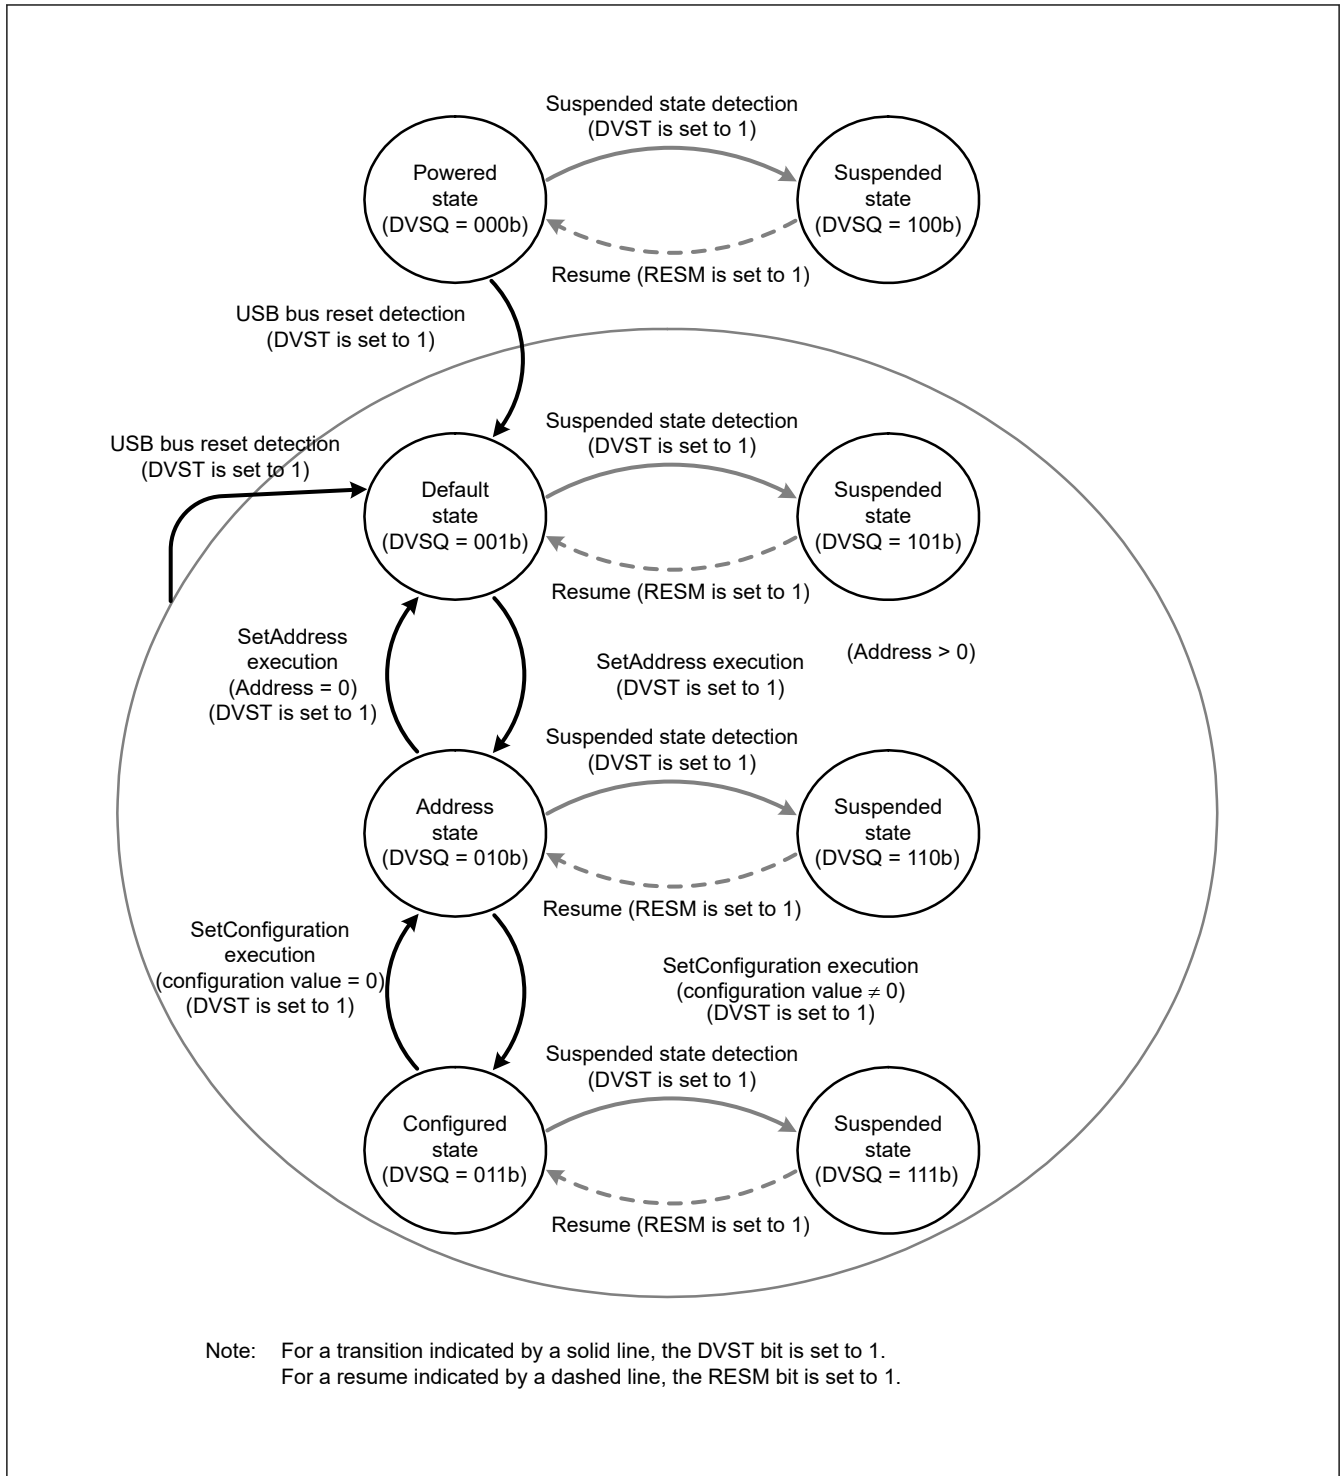 Suspended state detection
(DVST is set to 1)
Powered
state
(DVSQ = 000b)
Suspended
state
(DVSQ = 100b)
Resume (RESM is set to 1)
USB bus reset detection
(DVST is set to 1)
USB bus reset detection
(DVST is set to 1)
Suspended state detection
(DVST is set to 1)
Default
state
(DVSQ = 001b)
Suspended
state
(DVSQ = 101b)
Resume (RESM is set to 1)
SetAddress
execution
(Address = 0)
(DVST is set to 1)
SetAddress execution
(DVST is set to 1)
(Address > 0)
Suspended state detection
(DVST is set to 1)
Address
state
(DVSQ = 010b)
Suspended
state
(DVSQ = 110b)
Resume (RESM is set to 1)
SetConfiguration
execution
(configuration value = 0)
(DVST is set to 1)
SetConfiguration execution
(configuration value ≠ 0)
(DVST is set to 1)
Suspended state detection
(DVST is set to 1)
Configured
state
(DVSQ = 011b)
Suspended
state
(DVSQ = 111b)
Resume (RESM is set to 1)
Note: For a transition indicated by a solid line, the DVST bit is set to 1.
For a resume indicated by a dashed line, the RESM bit is set to 1.